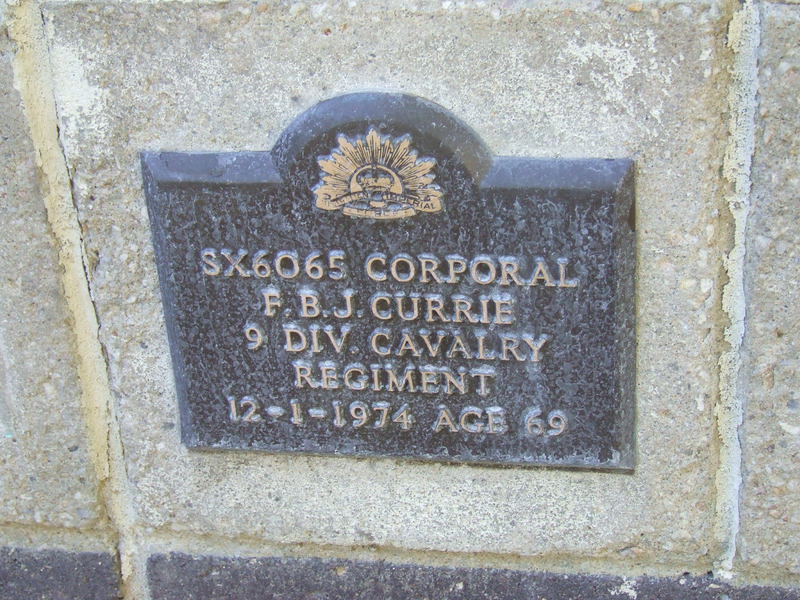 SX6065 CORPORAL
F. B. J. CURRIE
9 DIV. CAVALRY
REGIMENT
12-1-1974 AGE 69